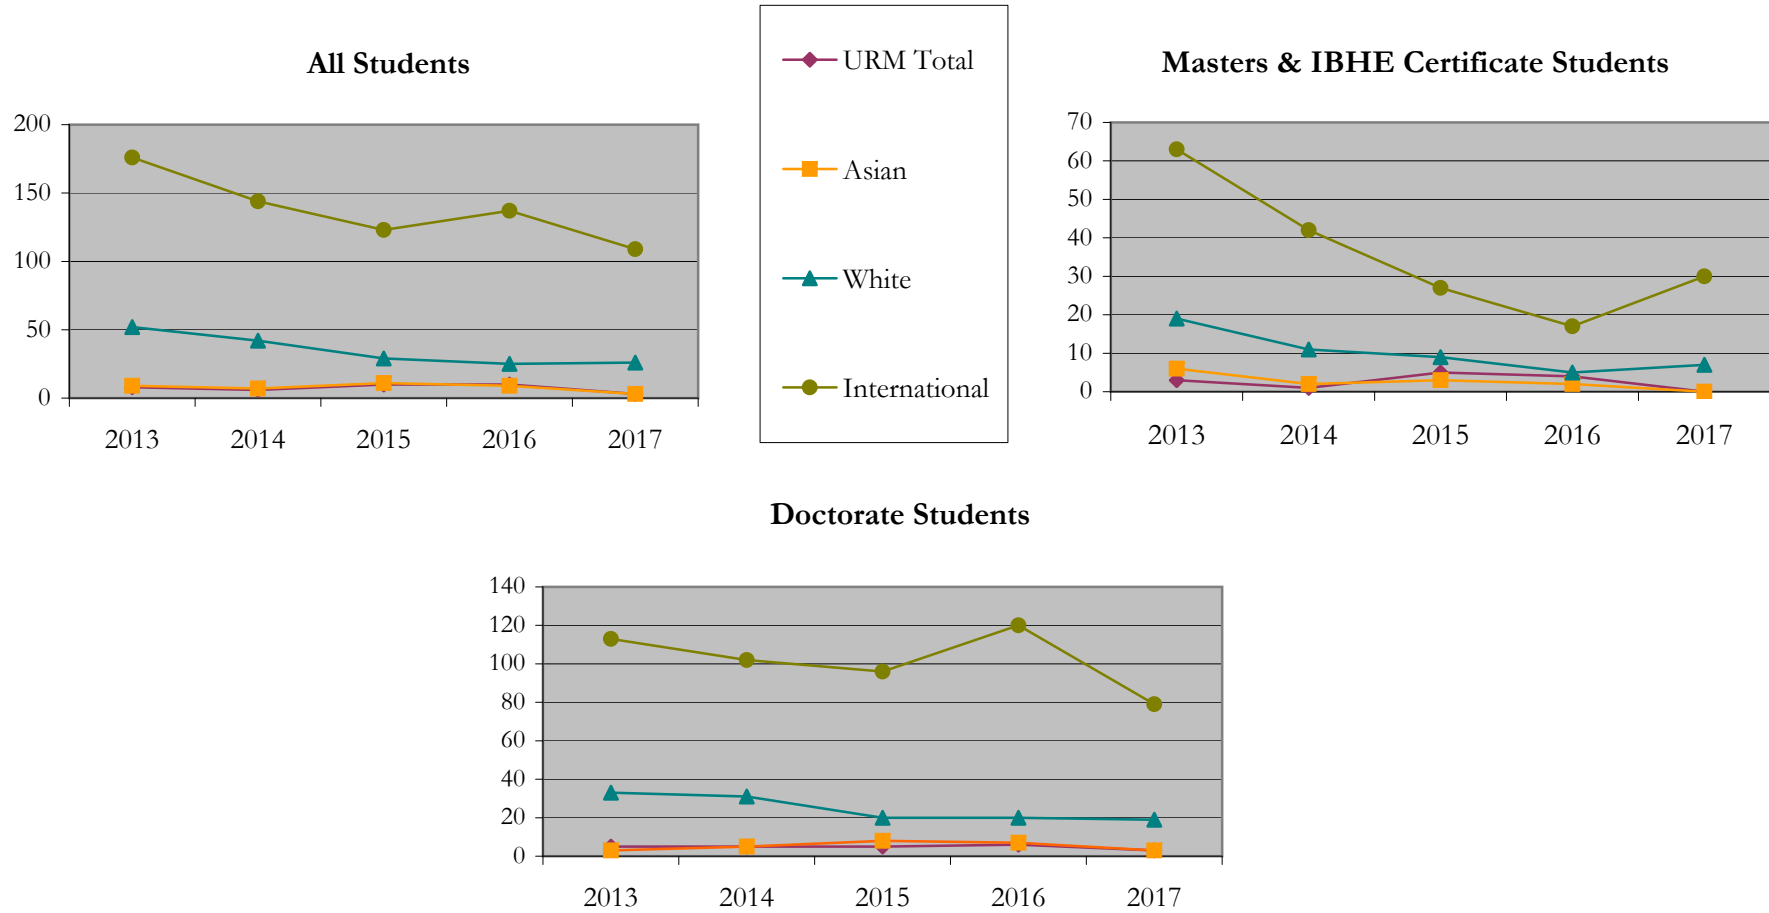 All Students
200
150
100
50
0
2013 2014 2015 2016 2017
URM Total
Asian
White
International
Masters & IBHE Certificate Students
70
60
50
40
30
20
10
0
2013 2014 2015 2016 2017
Doctorate Students
140
120
100
80
60
40
20
0
2013 2014 2015 2016 2017